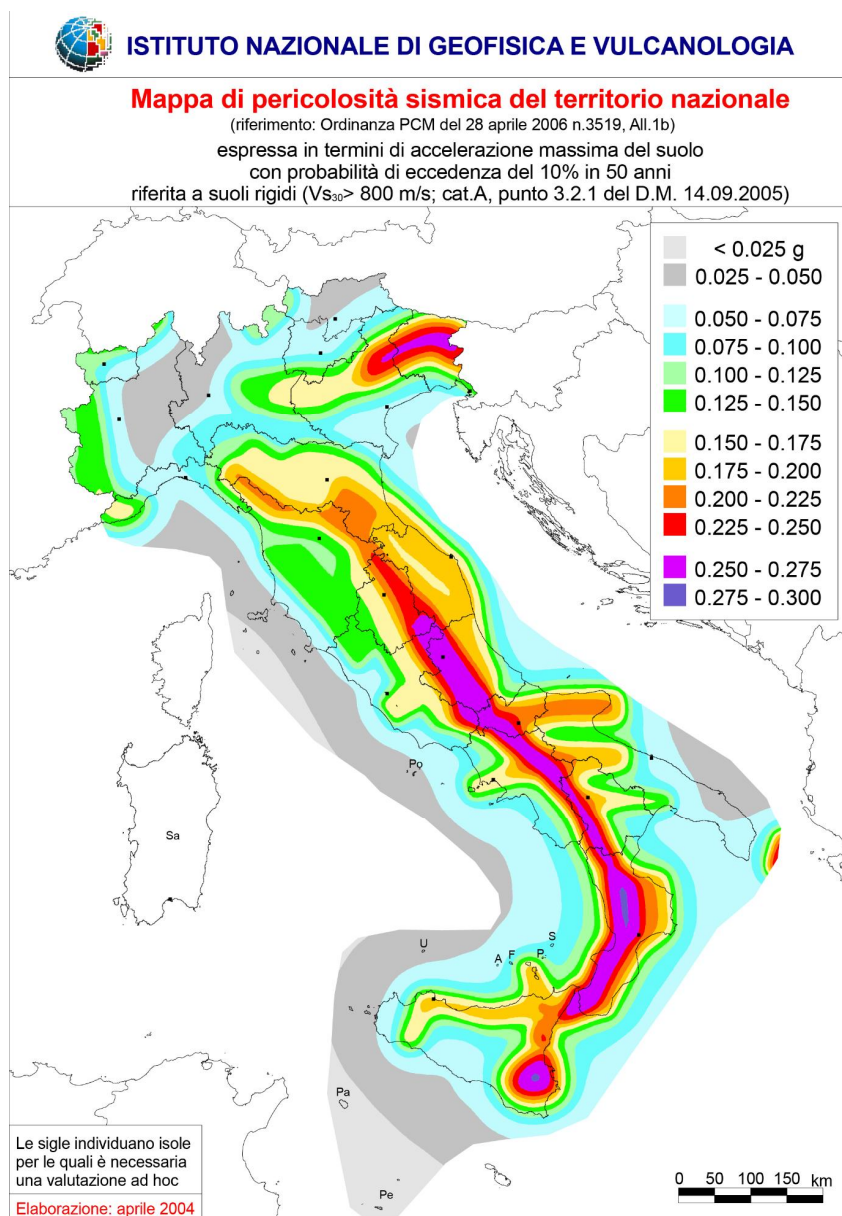 ISTITUTO NAZIONALE DI GEOFISICA E VULCANOLOGIA
Mappa di pericolosità sismica del territorio nazionale
(riferimento: Ordinanza PCM del 28 aprile 2006 n.3519, All.1b)
espressa in termini di accelerazione massima del suolo
con probabilità di eccedenza del 10% in 50 anni
riferita a suoli rigidi (Vs30> 800 m/s; cat.A, punto 3.2.1 del D.M. 14.09.2005)
< 0.025 g
0.025 - 0.050
0.050 - 0.075
0.075 - 0.100
0.100 - 0.125
0.125 - 0.150
0.150 - 0.175
0.175 - 0.200
0.200 - 0.225
0.225 - 0.250
0.250 - 0.275
0.275 - 0.300
Po
Sa
U
A
F
P
S
Pa
Pe
Le sigle individuano isole
per le quali è necessaria
una valutazione ad hoc
Elaborazione: aprile 2004
0 50 100 150 km